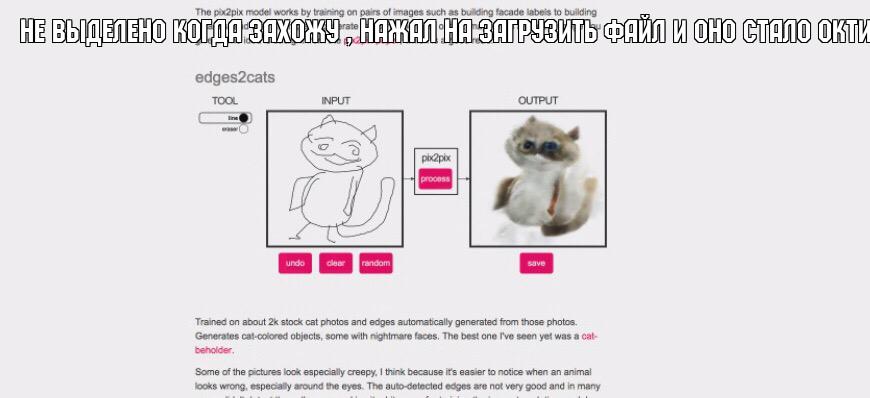 The pix2pix model works by training on pairs of images such as building facade labels to building
НЕ ВЫДЕЛЕНО КОГДА ЗАХОЖУ , НАЖАЛ НА ЗАГРУЗИТЬ ФАЙЛ И ОНО СТАЛО ОКТИ
edges2cats
TOOL INPUT OUTPUT
line
eraser
pix2pix
process
undo clear random save
Trained on about 2k stock cat photos and edges automatically generated from those photos.
Generates cat-colored objects, some with nightmare faces. The best one I've seen yet was a cat-
beholder.
Some of the pictures look especially creepy, I think because it's easier to notice when an animal
looks wrong, especially around the eyes. The auto-detected edges are not very good and in many